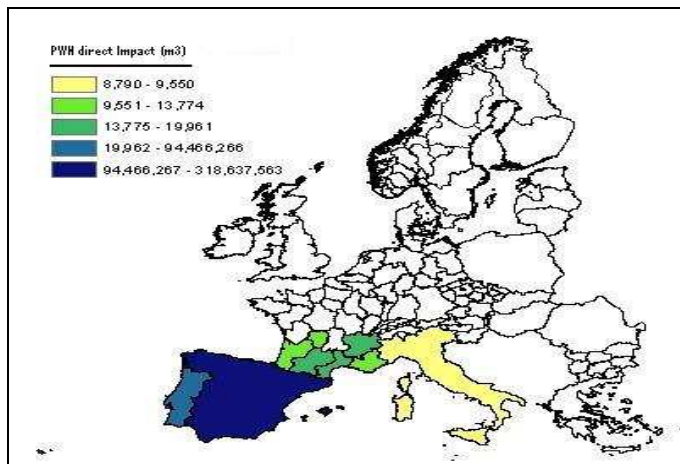 PWN direct Impact (m3)
8,790 - 9,550
9,551 - 13,774
13,775 - 19,961
19,962 - 94,466,266
94,466,267 - 318,637,563